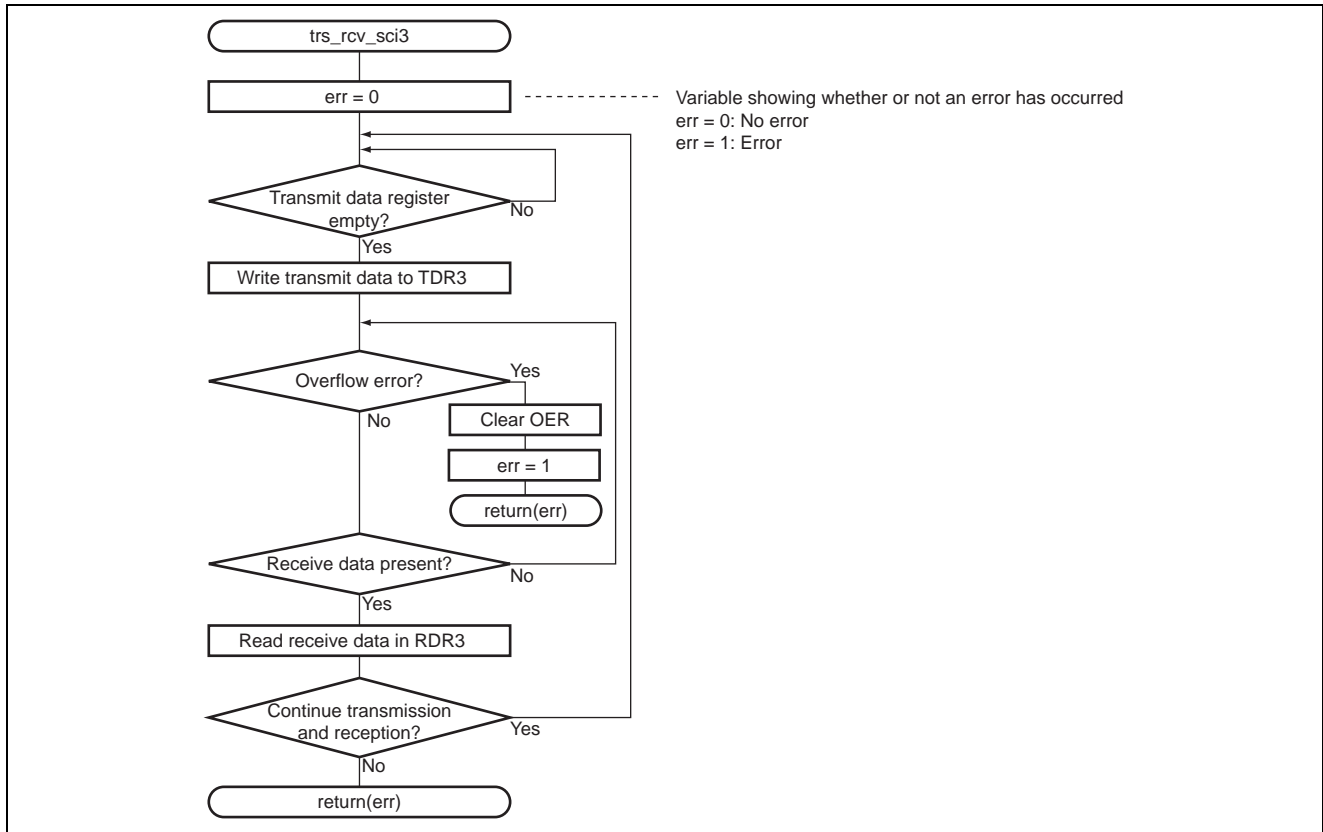 trs_rcv_sci3
err = 0
Variable showing whether or not an error has occurred
err = 0: No error
err = 1: Error
Transmit data register
empty?
No
Yes
Write transmit data to TDR3
Overflow error?
Yes
No
Clear OER
err = 1
return(err)
Receive data present?
No
Yes
Read receive data in RDR3
Continue transmission
and reception?
Yes
No
return(err)